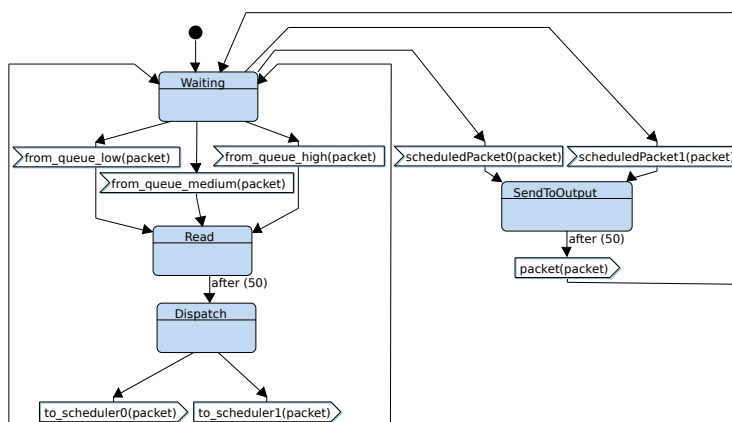 Waiting
from_queue_low(packet)
from_queue_high(packet)
scheduledPacket0(packet)
scheduledPacket1(packet)
from_queue_medium(packet)
SendToOutput
Read
after (50)
packet(packet)
after (50)
Dispatch
to_scheduler0(packet)
to_scheduler1(packet)